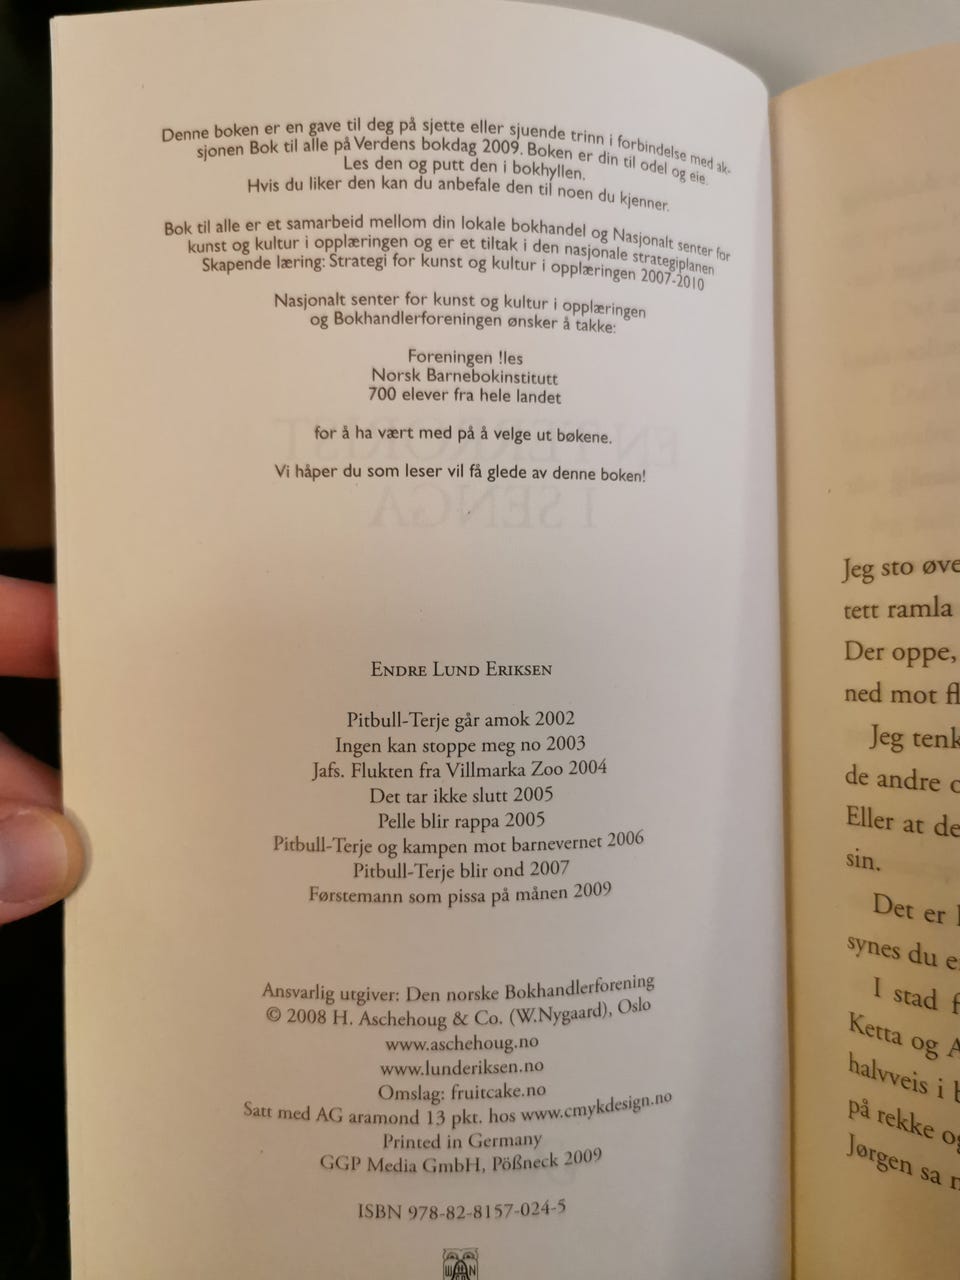 Denne boken er en gave til deg på sjette eller sjuende trinn i forbindelse med ak-
sjonen Bok til alle på Verdens bokdag 2009. Boken er din til odel og eie.
Les den og putt den i bokhyllen.
Hvis du liker den kan du anbefale den til noen du kjenner.
Bok til alle er et samarbeid mellom din lokale bokhandel og Nasjonalt senter for
kunst og kultur i opplæringen og er et tiltak i den nasjonale strategiplanen
Skapende læring: Strategi for kunst og kultur i opplæringen 2007-2010
Nasjonalt senter for kunst og kultur i opplæringen
og Bokhandlerforeningen ønsker å takke:
Foreningen !les
Norsk Barnebokinstitutt
700 elever fra hele landet
for å ha vært med på å velge ut bøkene.
Vi håper du som leser vil få glede av denne boken!
EN TERRORIST
I SENGA
ENDRE LUND ERIKSEN
Pitbull-Terje går amok 2002
Ingen kan stoppe meg no 2003
Jafs. Flukten fra Villmarka Zoo 2004
Det tar ikke slutt 2005
Pelle blir rappa 2005
Pitbull-Terje og kampen mot barnevernet 2006
Pitbull-Terje blir ond 2007
Førstemann som pissa på månen 2009
Ansvarlig utgiver: Den norske Bokhandlerforening
© 2008 H. Aschehoug & Co. (W.Nygaard), Oslo
www.aschehoug.no
www.lunderiksen.no
Omslag: fruitcake.no
Satt med AG aramond 13 pkt. hos www.cmykdesign.no
Printed in Germany
GGP Media GmbH, Pößneck 2009
ISBN 978-82-8157-024-5
Jeg sto øve
tett ramla
Der oppe,
ned mot fl
Jeg tenk
de andre
Eller at de
sin.
Det er
synes du e
I stad f
Ketta og A
halvveis i
på rekke og
Jørgen sa